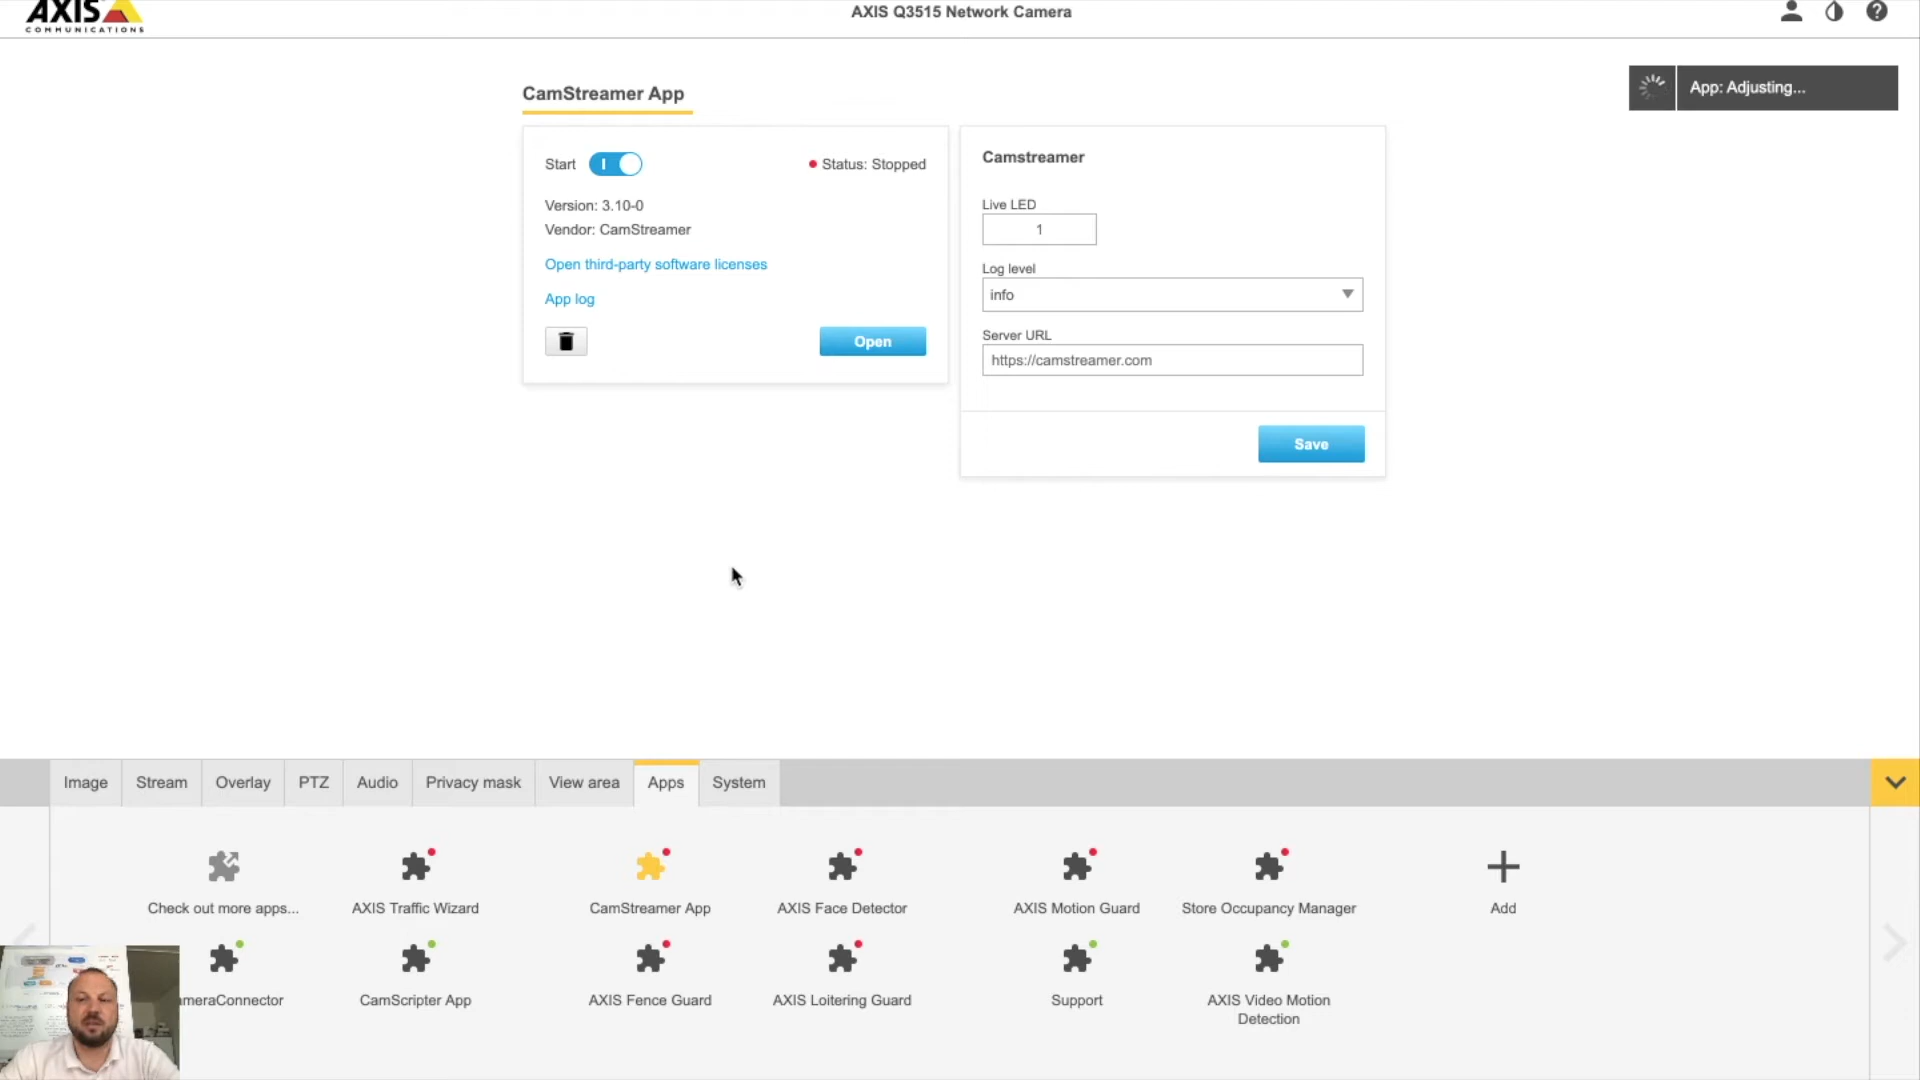 AXIS
COMMUNICATIONS
AXIS Q3515 Network Camera
App: Adjusting...
CamStreamer App
Start
Status: Stopped
Version: 3.10-0
Vendor: CamStreamer
Open third-party software licenses
App log
Open
Camstreamer
Live LED
1
Log level
info
Server URL
https://camstreamer.com
Save
Image
Stream
Overlay
PTZ
Audio
Privacy mask
View area
Apps
System
Check out more apps...
AXIS Traffic Wizard
CamStreamer App
AXIS Face Detector
AXIS Motion Guard
Store Occupancy Manager
Add
meraConnector
CamScripter App
AXIS Fence Guard
AXIS Loitering Guard
Support
AXIS Video Motion
Detection